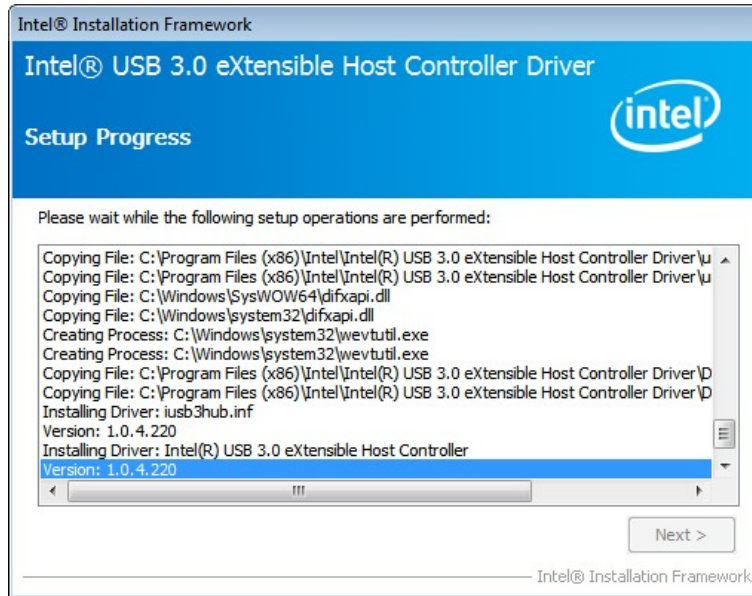 Intel® Installation Framework
Intel® USB 3.0 eXtensible Host Controller Driver
intel
Setup Progress
Please wait while the following setup operations are performed:
Copying File: C:\Program Files (x86)\Intel\Intel(R) USB 3.0 eXtensible Host Controller Driver\u
Copying File: C:\Program Files (x86)\Intel\Intel(R) USB 3.0 eXtensible Host Controller Driver\u
Copying File: C:\Windows\SysWOW64\difxapi.dll
Copying File: C:\Windows\system32\difxapi.dll
Creating Process: C:\Windows\system32\wevtutil.exe
Creating Process: C:\Windows\system32\wevtutil.exe
Copying File: C:\Program Files (x86)\Intel\Intel(R) USB 3.0 eXtensible Host Controller Driver\D
Copying File: C:\Program Files (x86)\Intel\Intel(R) USB 3.0 eXtensible Host Controller Driver\D
Installing Driver: iusb3hub.inf
Version: 1.0.4.220
Installing Driver: Intel(R) USB 3.0 eXtensible Host Controller
Version: 1.0.4.220
Next >
Intel® Installation Framework